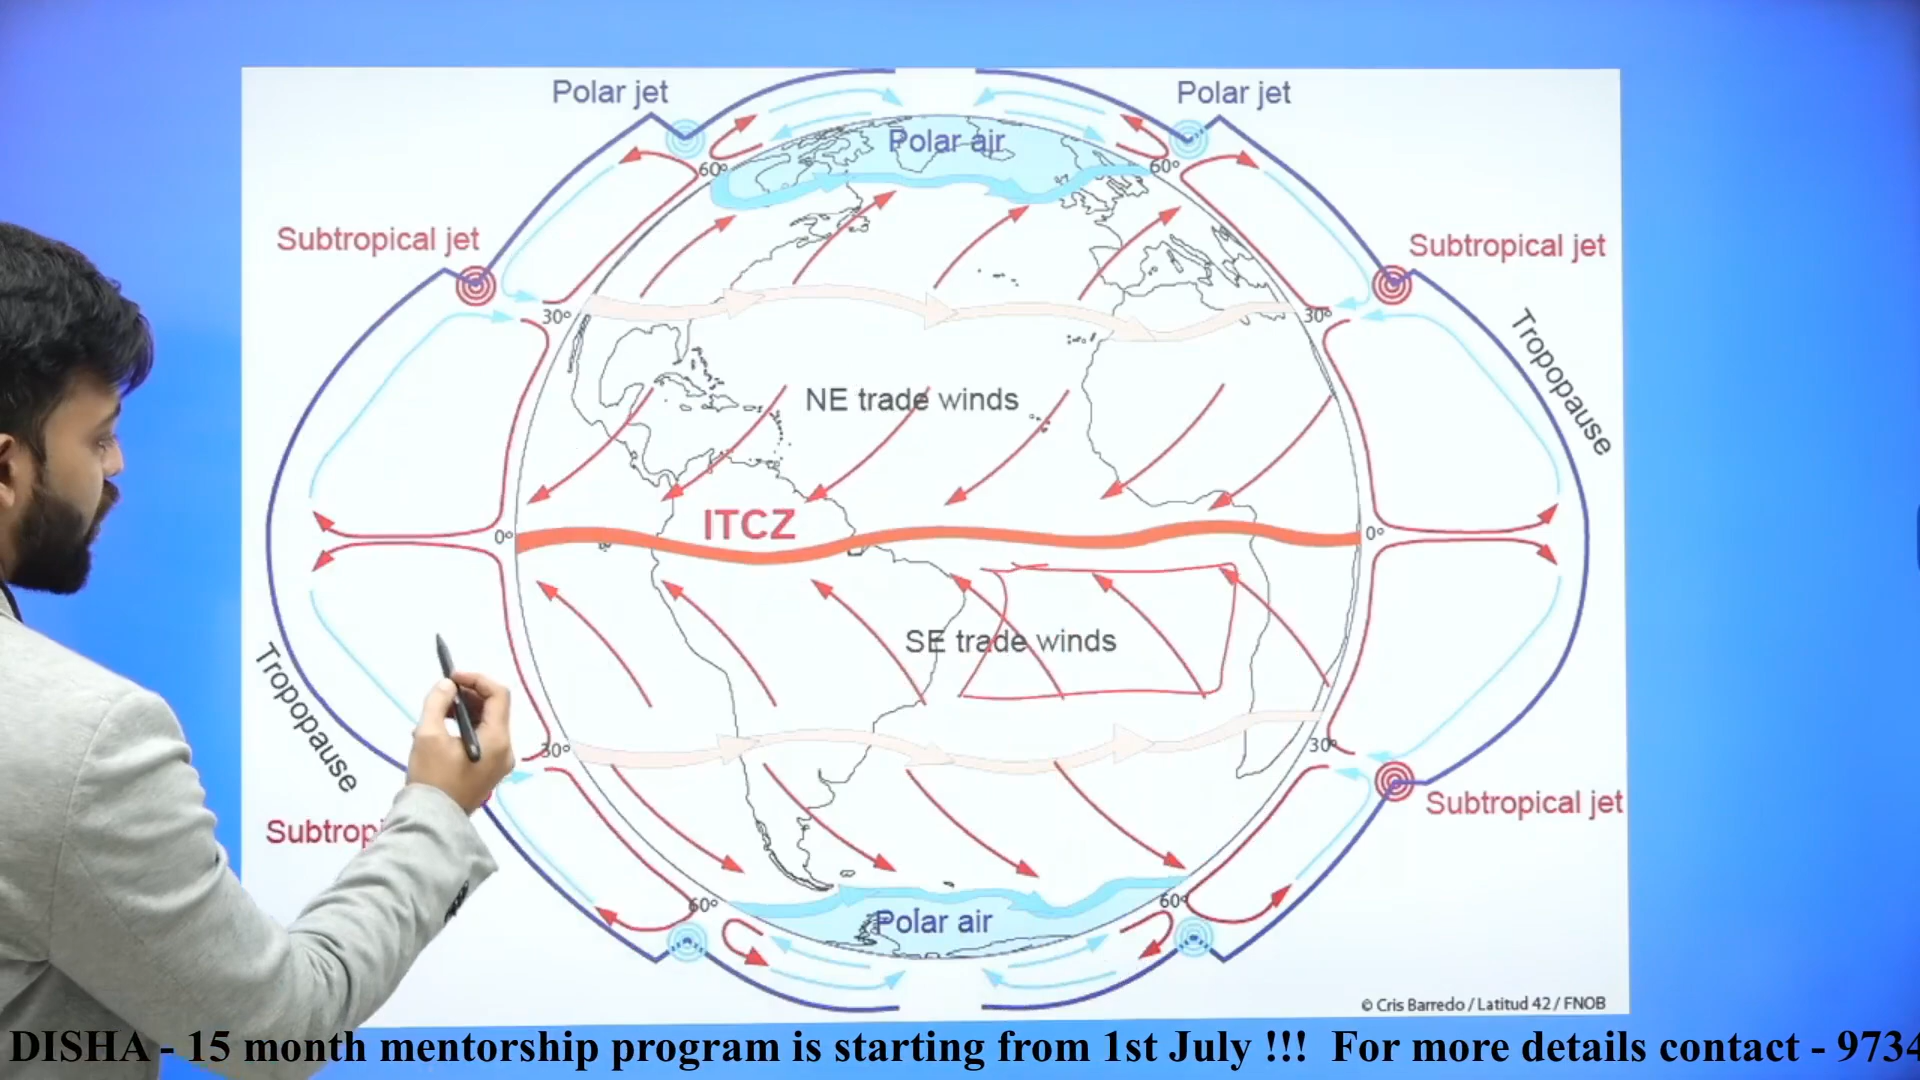 Polar jet
Polar jet
Polar air
60°
60°
Subtropical jet
Subtropical jet
30°
30°
Tropopause
NE trade winds
ITCZ
0°
0°
SE trade winds
Tropopause
30°
30°
Subtropical jet
60°
60°
Polar air
© Cris Barredo / Latitud 42 / FNOB
DISHA - 15 month mentorship program is starting from 1st July !!! For more details contact - 9734